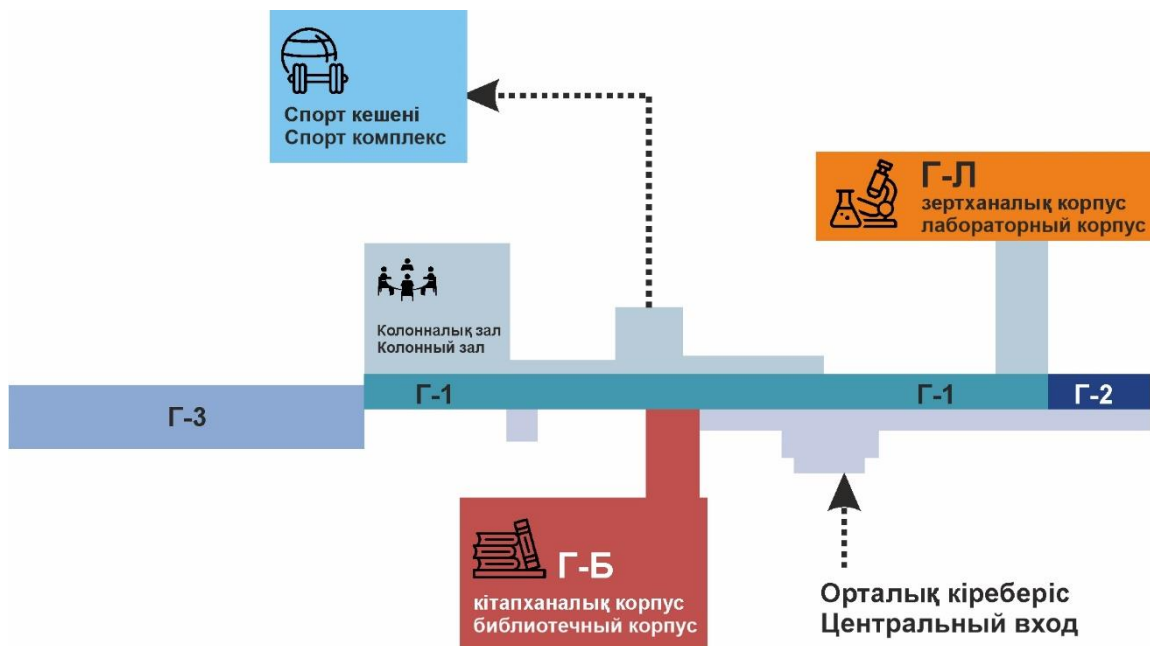 Спорт кешені
Спорт комплекс
Г-Л
зертханалық корпус
лабораторный корпус
Колонналық зал
Колонный зал
Г-3
Г-1
Г-1
Г-2
Г-Б
кітапханалық корпус
библиотечный корпус
Орталық кіреберіс
Центральный вход